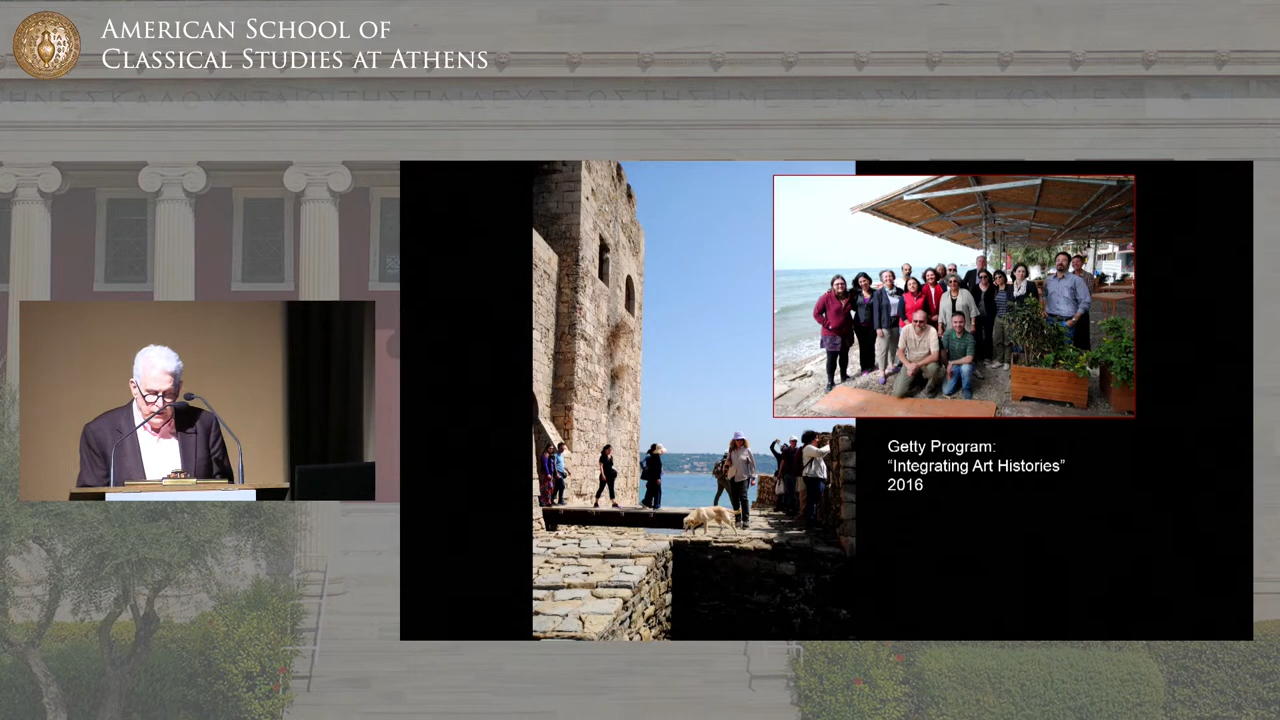 AMERICAN SCHOOL OF
CLASSICAL STUDIES AT ATHENS
Getty Program:
“Integrating Art Histories”
2016